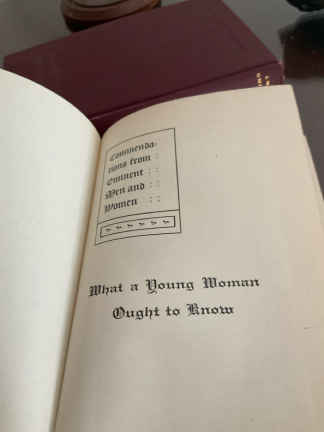 Commenda-
tions from :
Eminent : :
Men and : :
Women : : :
What a Young Woman
Ought to Know